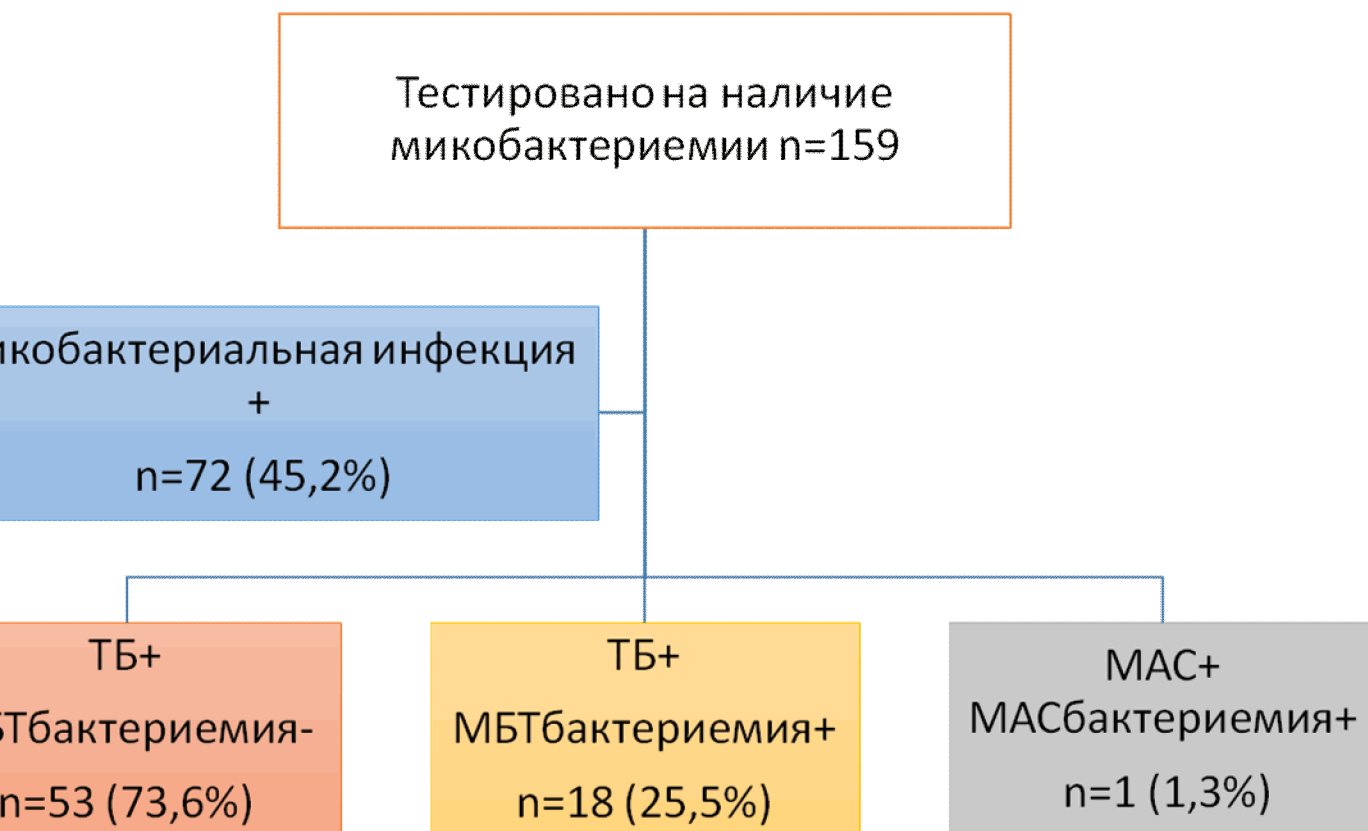 Тестировано на наличие
микобактериемии n=159
икобактериальная инфекция
+
n=72 (45,2%)
ТБ+
БТбактериемия-
n=53 (73,6%)
ТБ+
МБТбактериемия+
n=18 (25,5%)
МАС+
МАСбактериемия+
n=1 (1,3%)